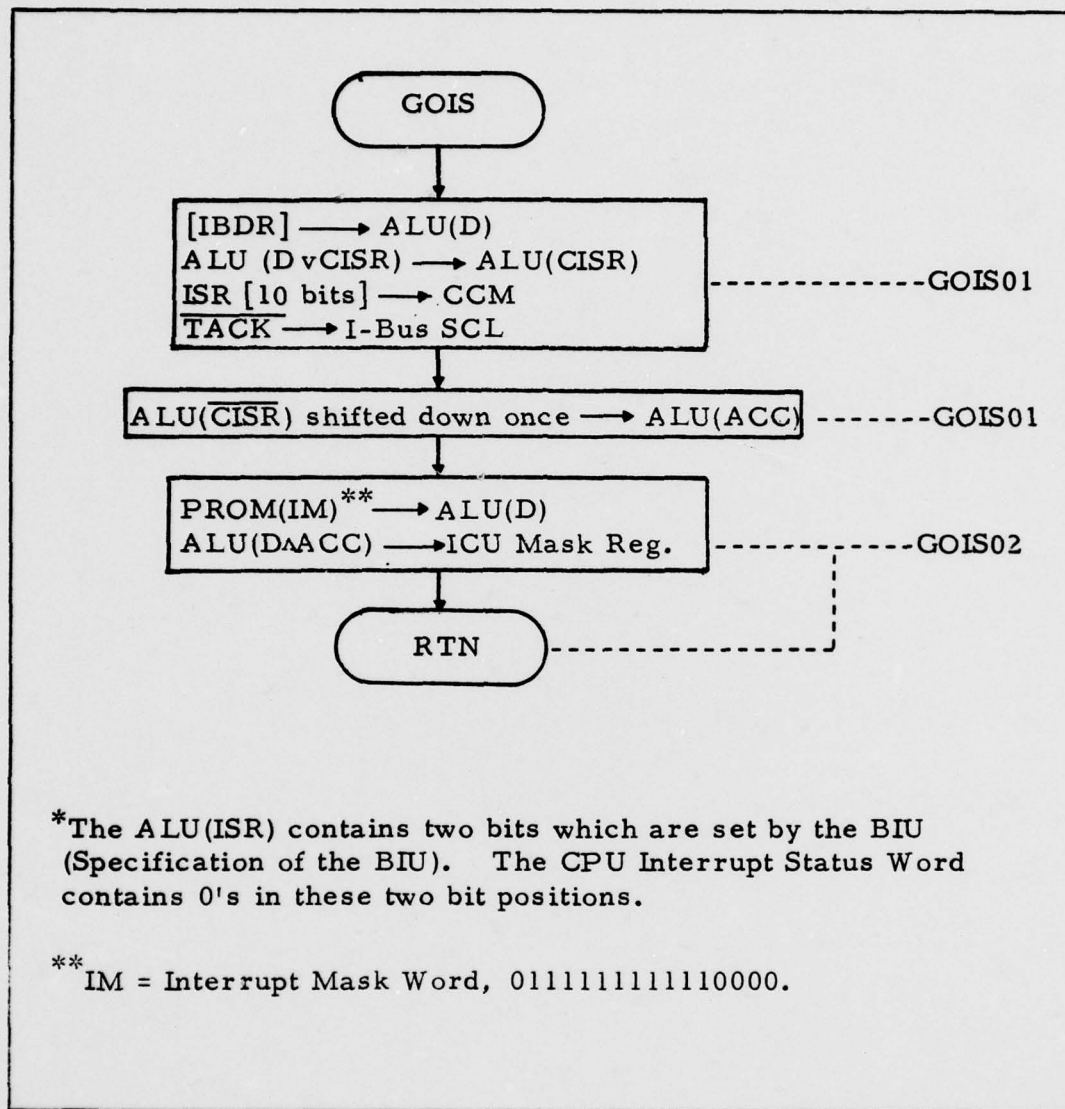 GOIS
[IBDR] → ALU(D)
ALU (D v CISR) → ALU(CISR)
ISR [10 bits] → CCM
T̅A̅C̅K̅ → I-Bus SCL
GOIS01
ALU(C̅I̅S̅R̅) shifted down once → ALU(ACC)
GOIS01
PROM(IM)** → ALU(D)
ALU(D∧ACC) → ICU Mask Reg.
GOIS02
RTN
*The ALU(ISR) contains two bits which are set by the BIU
(Specification of the BIU). The CPU Interrupt Status Word
contains 0's in these two bit positions.
**IM = Interrupt Mask Word, 0111111111110000.